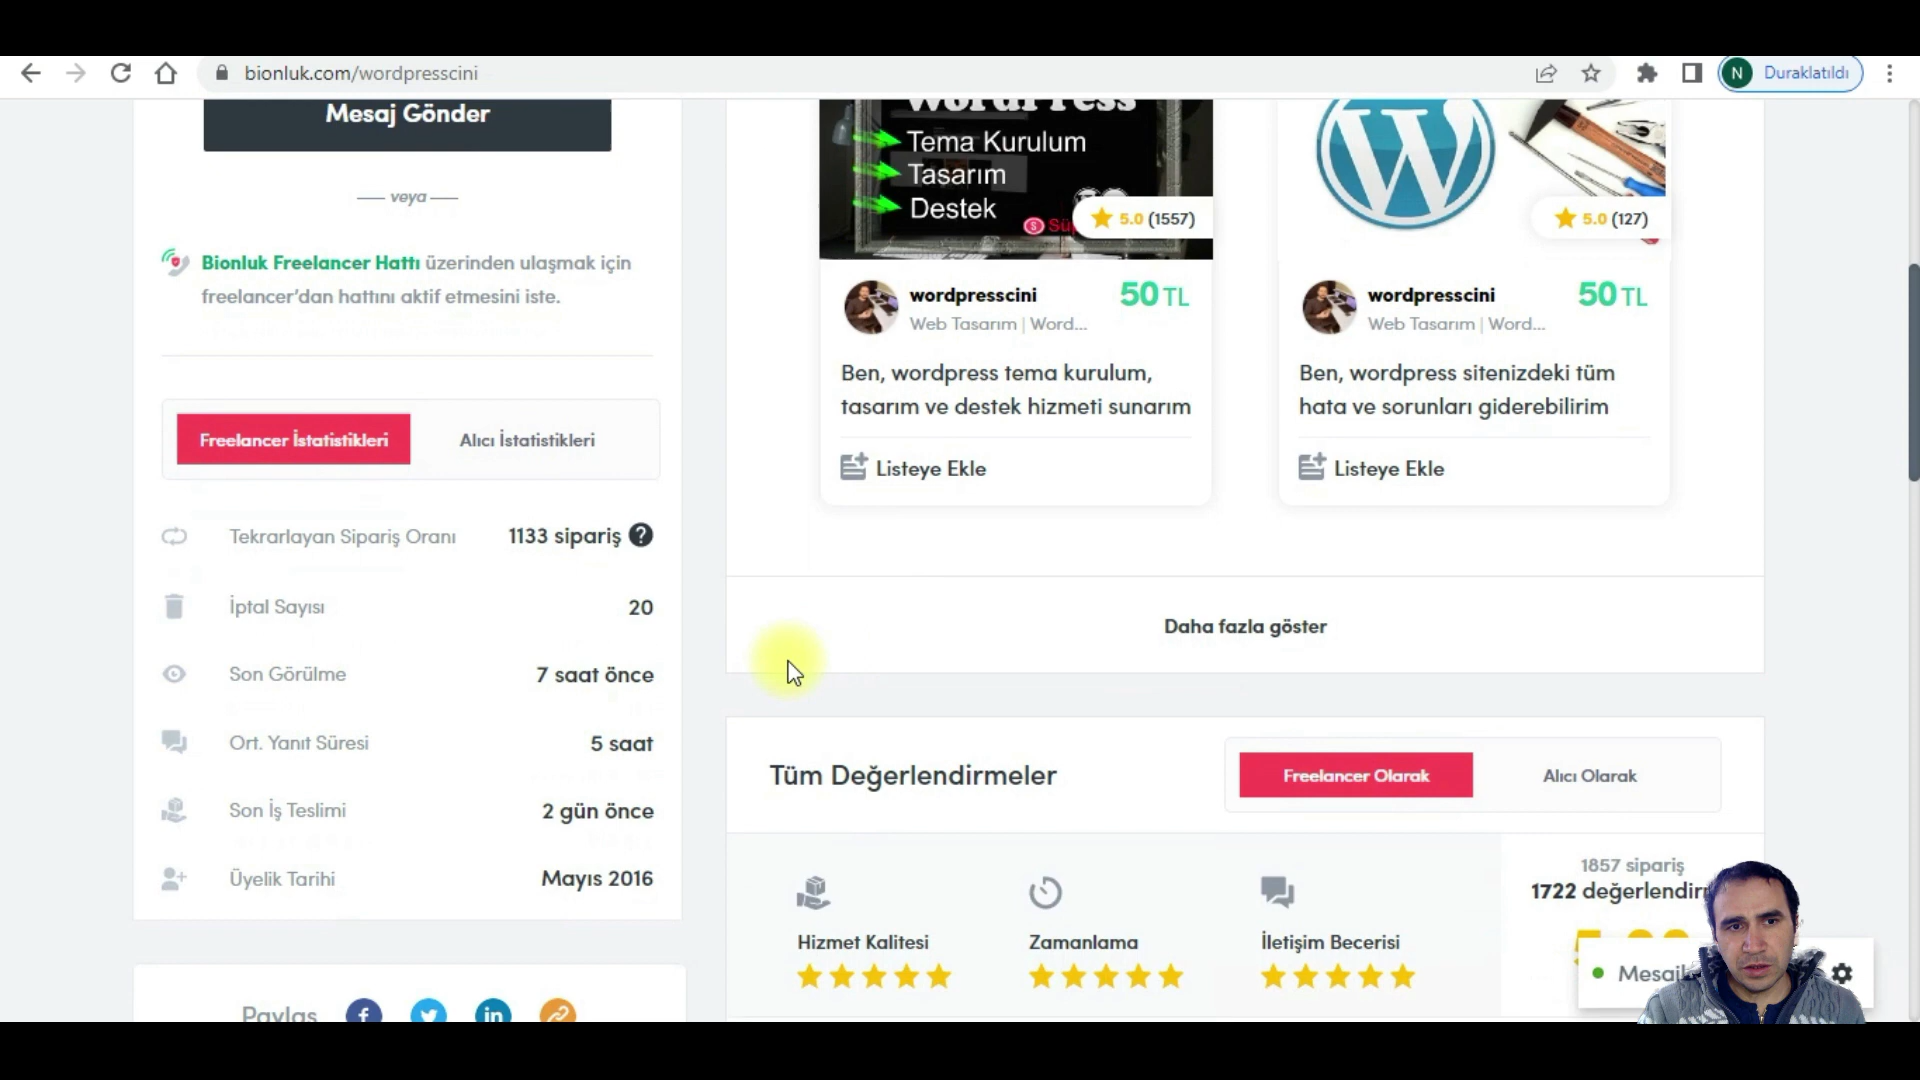 bionluk.com/wordpresscini
N
Duraklatıldı
Mesaj Gönder
veya
Bionluk Freelancer Hattı üzerinden ulaşmak için
freelancer'dan hattını aktif etmesini iste.
Freelancer İstatistikleri
Alıcı İstatistikleri
Tekrarlayan Sipariş Oranı
1133 sipariş ?
İptal Sayısı
20
Son Görülme
7 saat önce
Ort. Yanıt Süresi
5 saat
Son İş Teslimi
2 gün önce
Üyelik Tarihi
Mayıs 2016
Paylaş
WordPress
Tema Kurulum
Tasarım
Destek
5.0 (1557)
wordpresscini
50 TL
Web Tasarım | Word...
Ben, wordpress tema kurulum,
tasarım ve destek hizmeti sunarım
Listeye Ekle
W
5.0 (127)
wordpresscini
50 TL
Web Tasarım | Word...
Ben, wordpress sitenizdeki tüm
hata ve sorunları giderebilirim
Listeye Ekle
Daha fazla göster
Tüm Değerlendirmeler
Freelancer Olarak
Alıcı Olarak
Hizmet Kalitesi
Zamanlama
İletişim Becerisi
1857 sipariş
1722